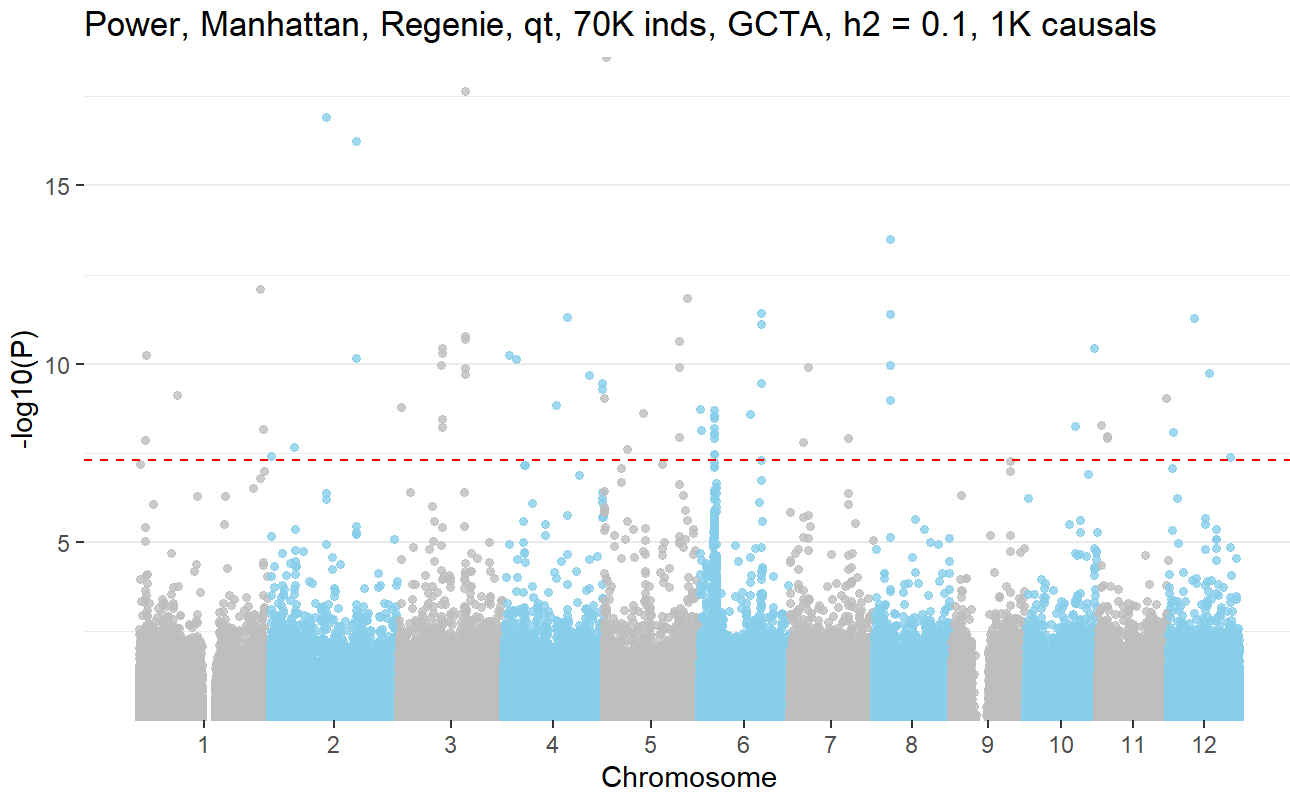 Power, Manhattan, Regenie, qt, 70K inds, GCTA, h2 = 0.1, 1K causals
-log10(P)
15
10
5
1 2 3 4 5 6 7 8 9 10 11 12
Chromosome